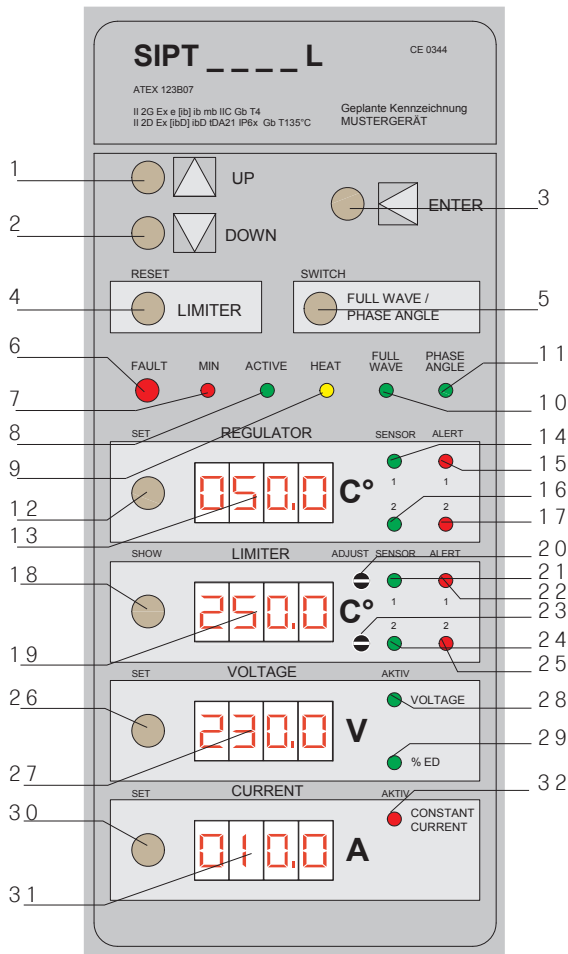 SIPT _ _ _ _ L
CE 0344
ATEX 123B07
II 2G Ex e [ib] ib mb IIC Gb T4
II 2D Ex [ibD] ibD tDA21 IP6x Gb T135°C
Geplante Kennzeichnung
MUSTERGERÄT
1
UP
2
DOWN
3
ENTER
RESET
4
LIMITER
SWITCH
5
FULL WAVE /
PHASE ANGLE
6
FAULT
7
MIN
8
ACTIVE
9
HEAT
10
FULL
WAVE
11
PHASE
ANGLE
SET
REGULATOR
SENSOR
ALERT
12
13
050.0
C°
14
15
1
1
16
17
2
2
SHOW
LIMITER
ADJUST
SENSOR
ALERT
18
19
250.0
C°
20
21
22
1
1
23
24
25
2
2
SET
VOLTAGE
AKTIV
26
27
230.0
V
28
VOLTAGE
29
% ED
SET
CURRENT
AKTIV
30
31
010.0
A
32
CONSTANT
CURRENT